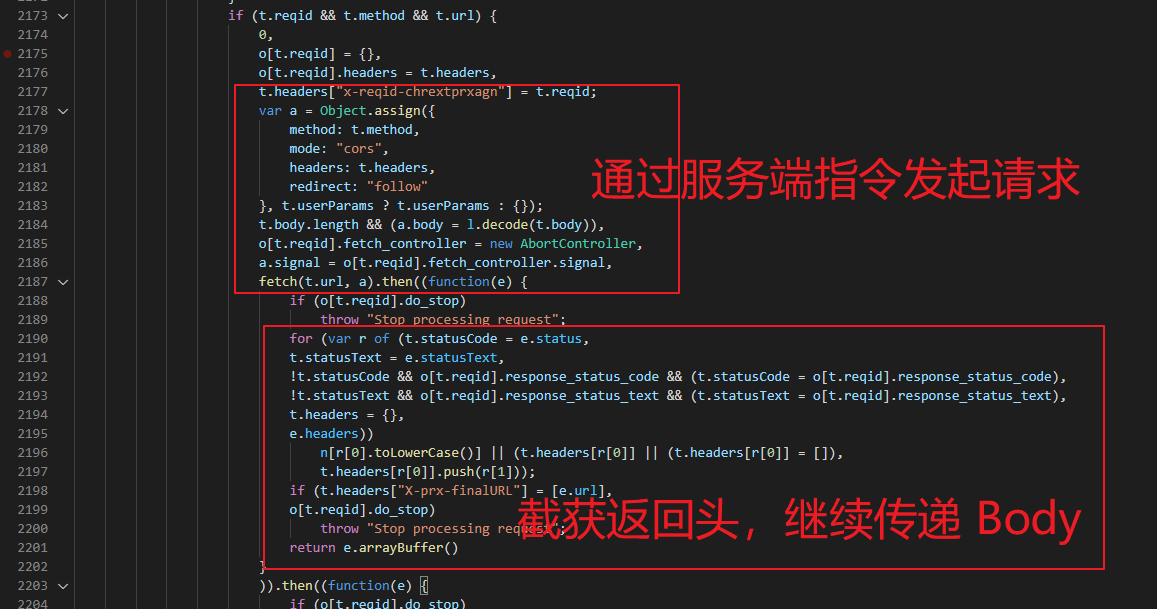 2173 if (t.reqid && t.method && t.url) {
2174 0,
2175 o[t.reqid] = {},
2176 o[t.reqid].headers = t.headers,
2177 t.headers["x-reqid-chrextprxagn"] = t.reqid;
2178 var a = Object.assign({
2179 method: t.method,
2180 mode: "cors",
2181 headers: t.headers,
2182 redirect: "follow"
通过服务端指令发起请求
2183 }, t.userParams ? t.userParams : {});
2184 t.body.length && (a.body = l.decode(t.body)),
2185 o[t.reqid].fetch_controller = new AbortController,
2186 a.signal = o[t.reqid].fetch_controller.signal,
2187 fetch(t.url, a).then((function(e) {
2188 if (o[t.reqid].do_stop)
2189 throw "Stop processing request";
2190 for (var r of (t.statusCode = e.status,
2191 t.statusText = e.statusText,
2192 !t.statusCode && o[t.reqid].response_status_code && (t.statusCode = o[t.reqid].response_status_code),
2193 !t.statusText && o[t.reqid].response_status_text && (t.statusText = o[t.reqid].response_status_text),
2194 t.headers = {},
2195 e.headers))
2196 n[r[0].toLowerCase()] || (t.headers[r[0]] || (t.headers[r[0]] = []),
2197 t.headers[r[0]].push(r[1]));
2198 if (t.headers["X-prx-finalURL"] = [e.url],
2199 o[t.reqid].do_stop)
截获返回头，继续传递 Body
2200 throw "Stop processing request";
2201 return e.arrayBuffer()
2202 }
2203 )).then((function(e) {
2204 if (o[t.reqid].do_stop)